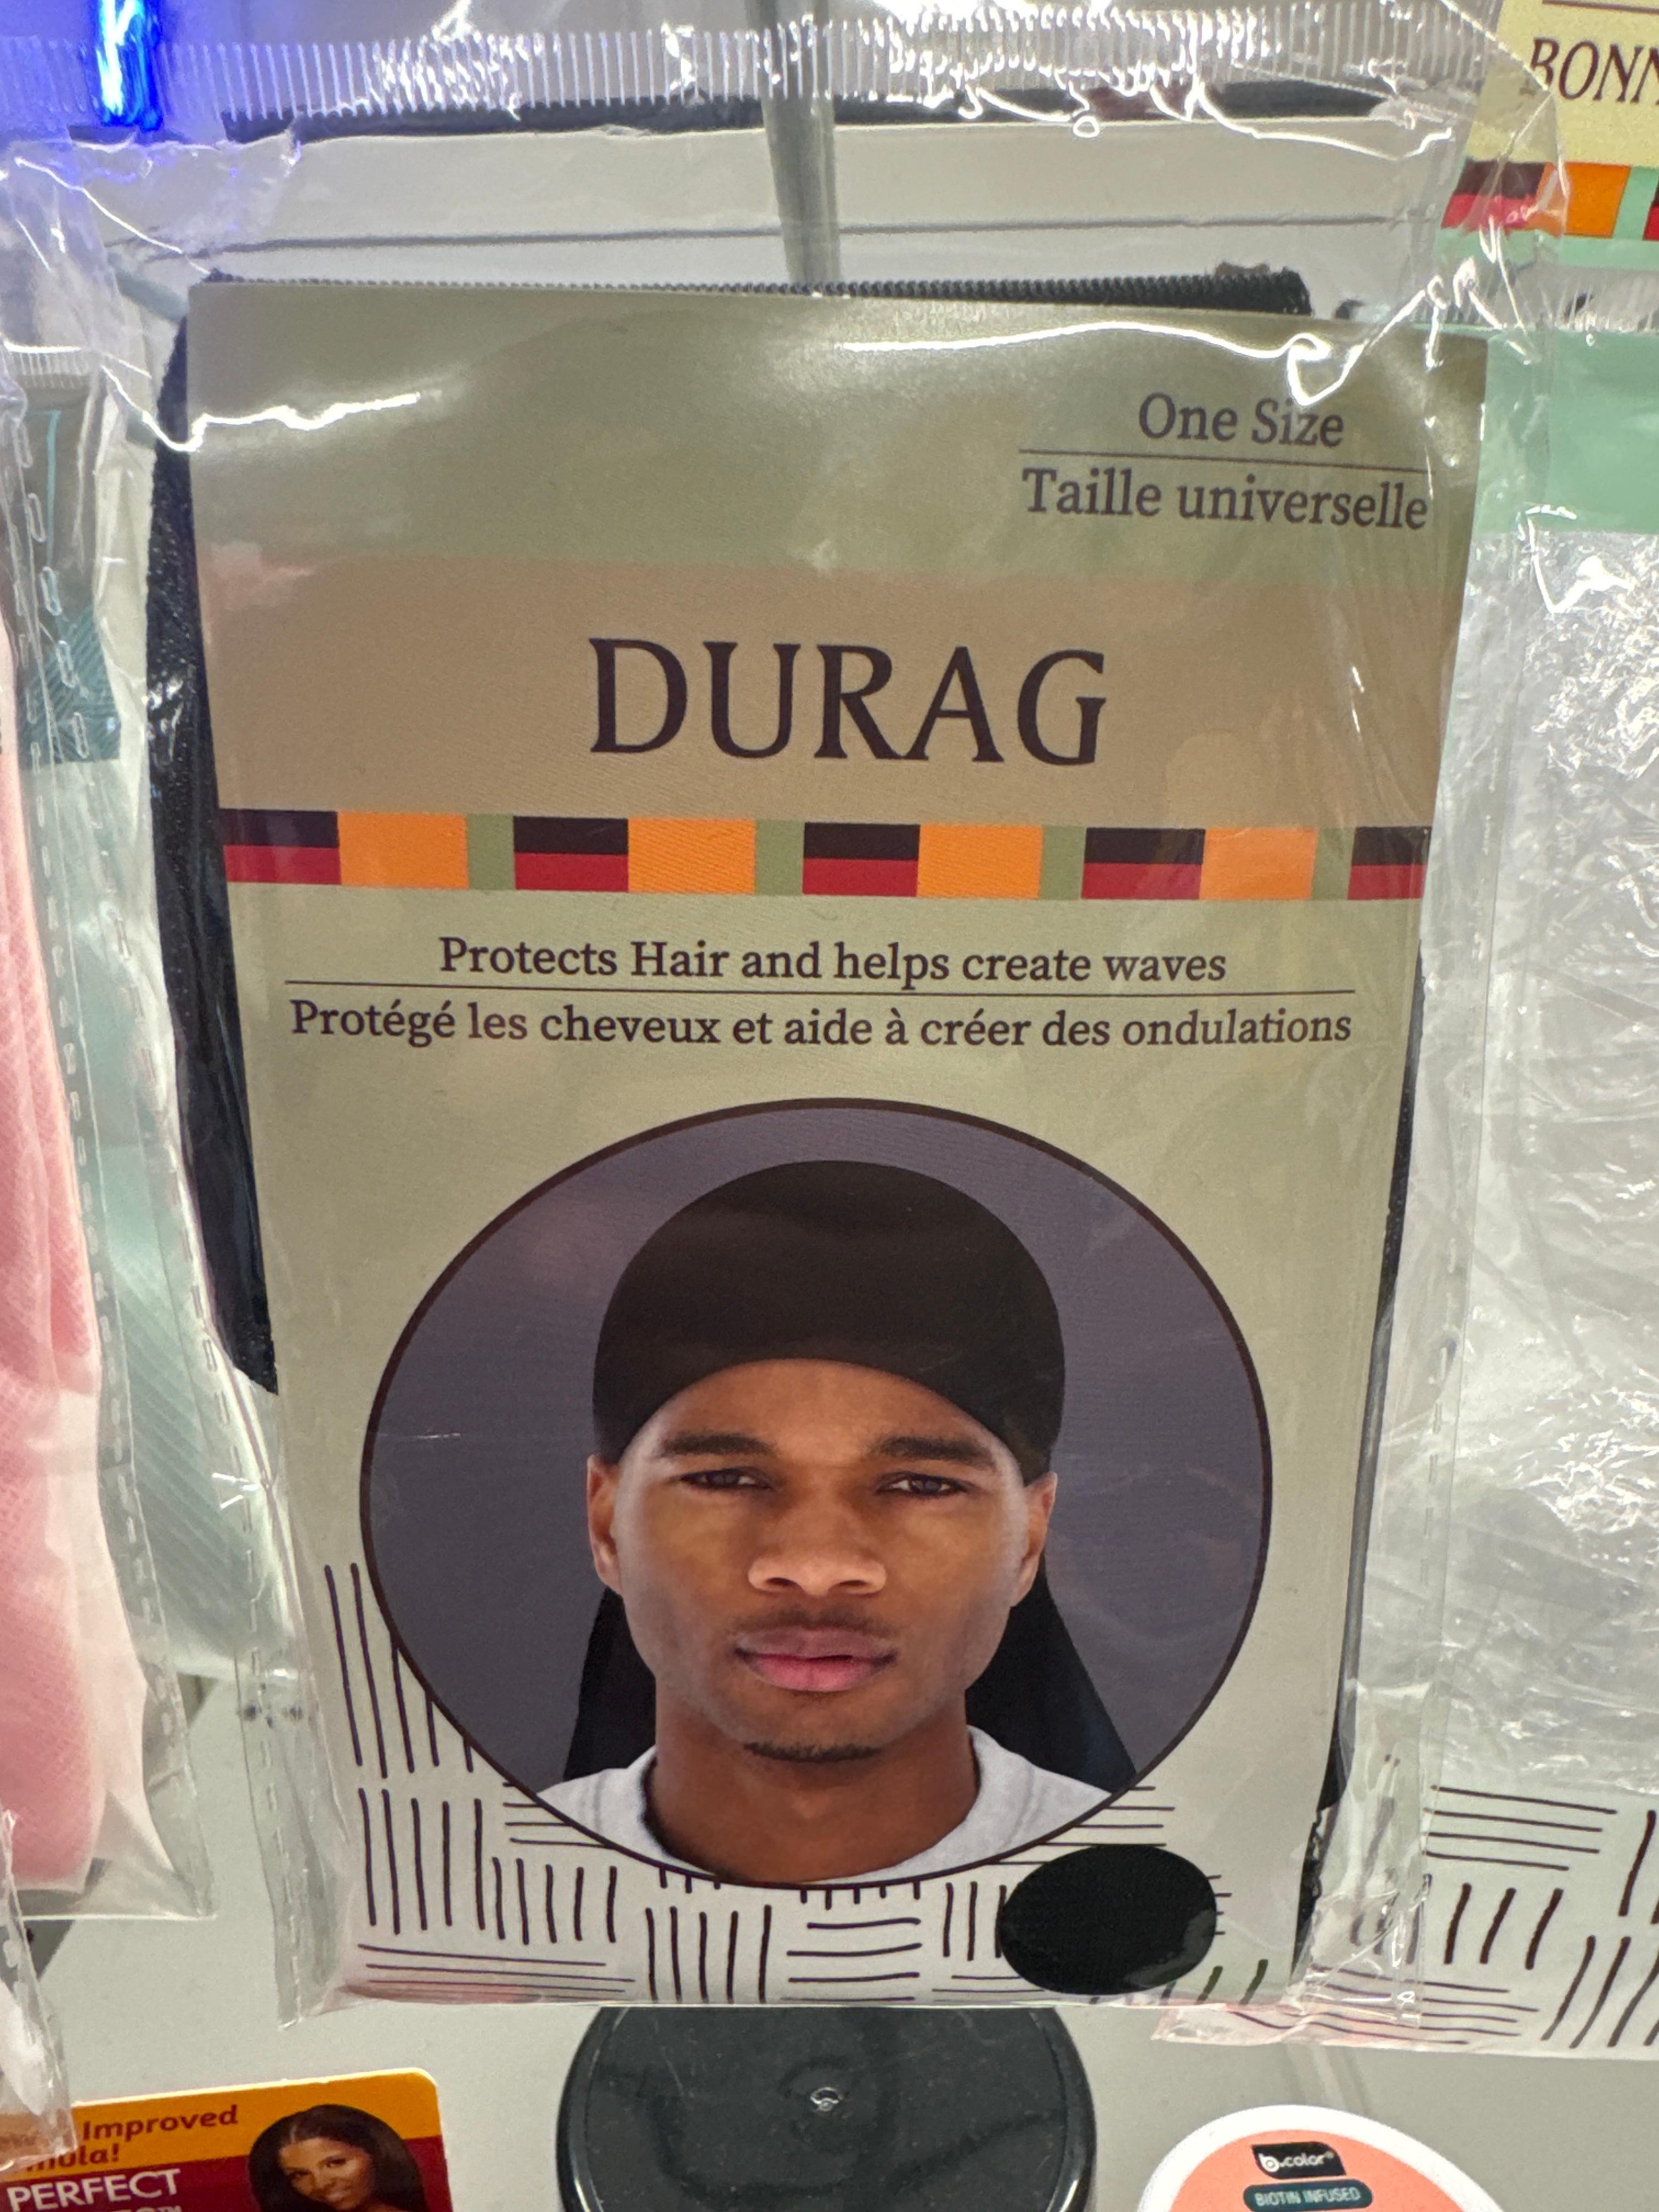 BONN
One Size
Taille universelle
DURAG
Protects Hair and helps create waves
Protégé les cheveux et aide à créer des ondulations
Improved
PERFECT
b.color
BIOTIN INFUSED